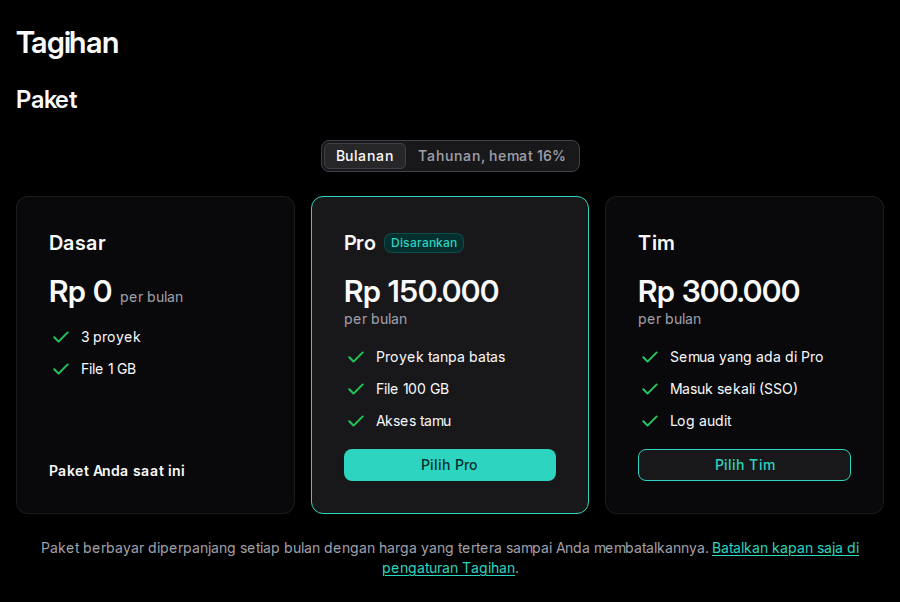 Tagihan
Paket
Bulanan
Tahunan, hemat 16%
Dasar
Rp 0 per bulan
3 proyek
File 1 GB
Paket Anda saat ini
Pro Disarankan
Rp 150.000
per bulan
Proyek tanpa batas
File 100 GB
Akses tamu
Pilih Pro
Tim
Rp 300.000
per bulan
Semua yang ada di Pro
Masuk sekali (SSO)
Log audit
Pilih Tim
Paket berbayar diperpanjang setiap bulan dengan harga yang tertera sampai Anda membatalkannya. Batalkan kapan saja di
pengaturan Tagihan.